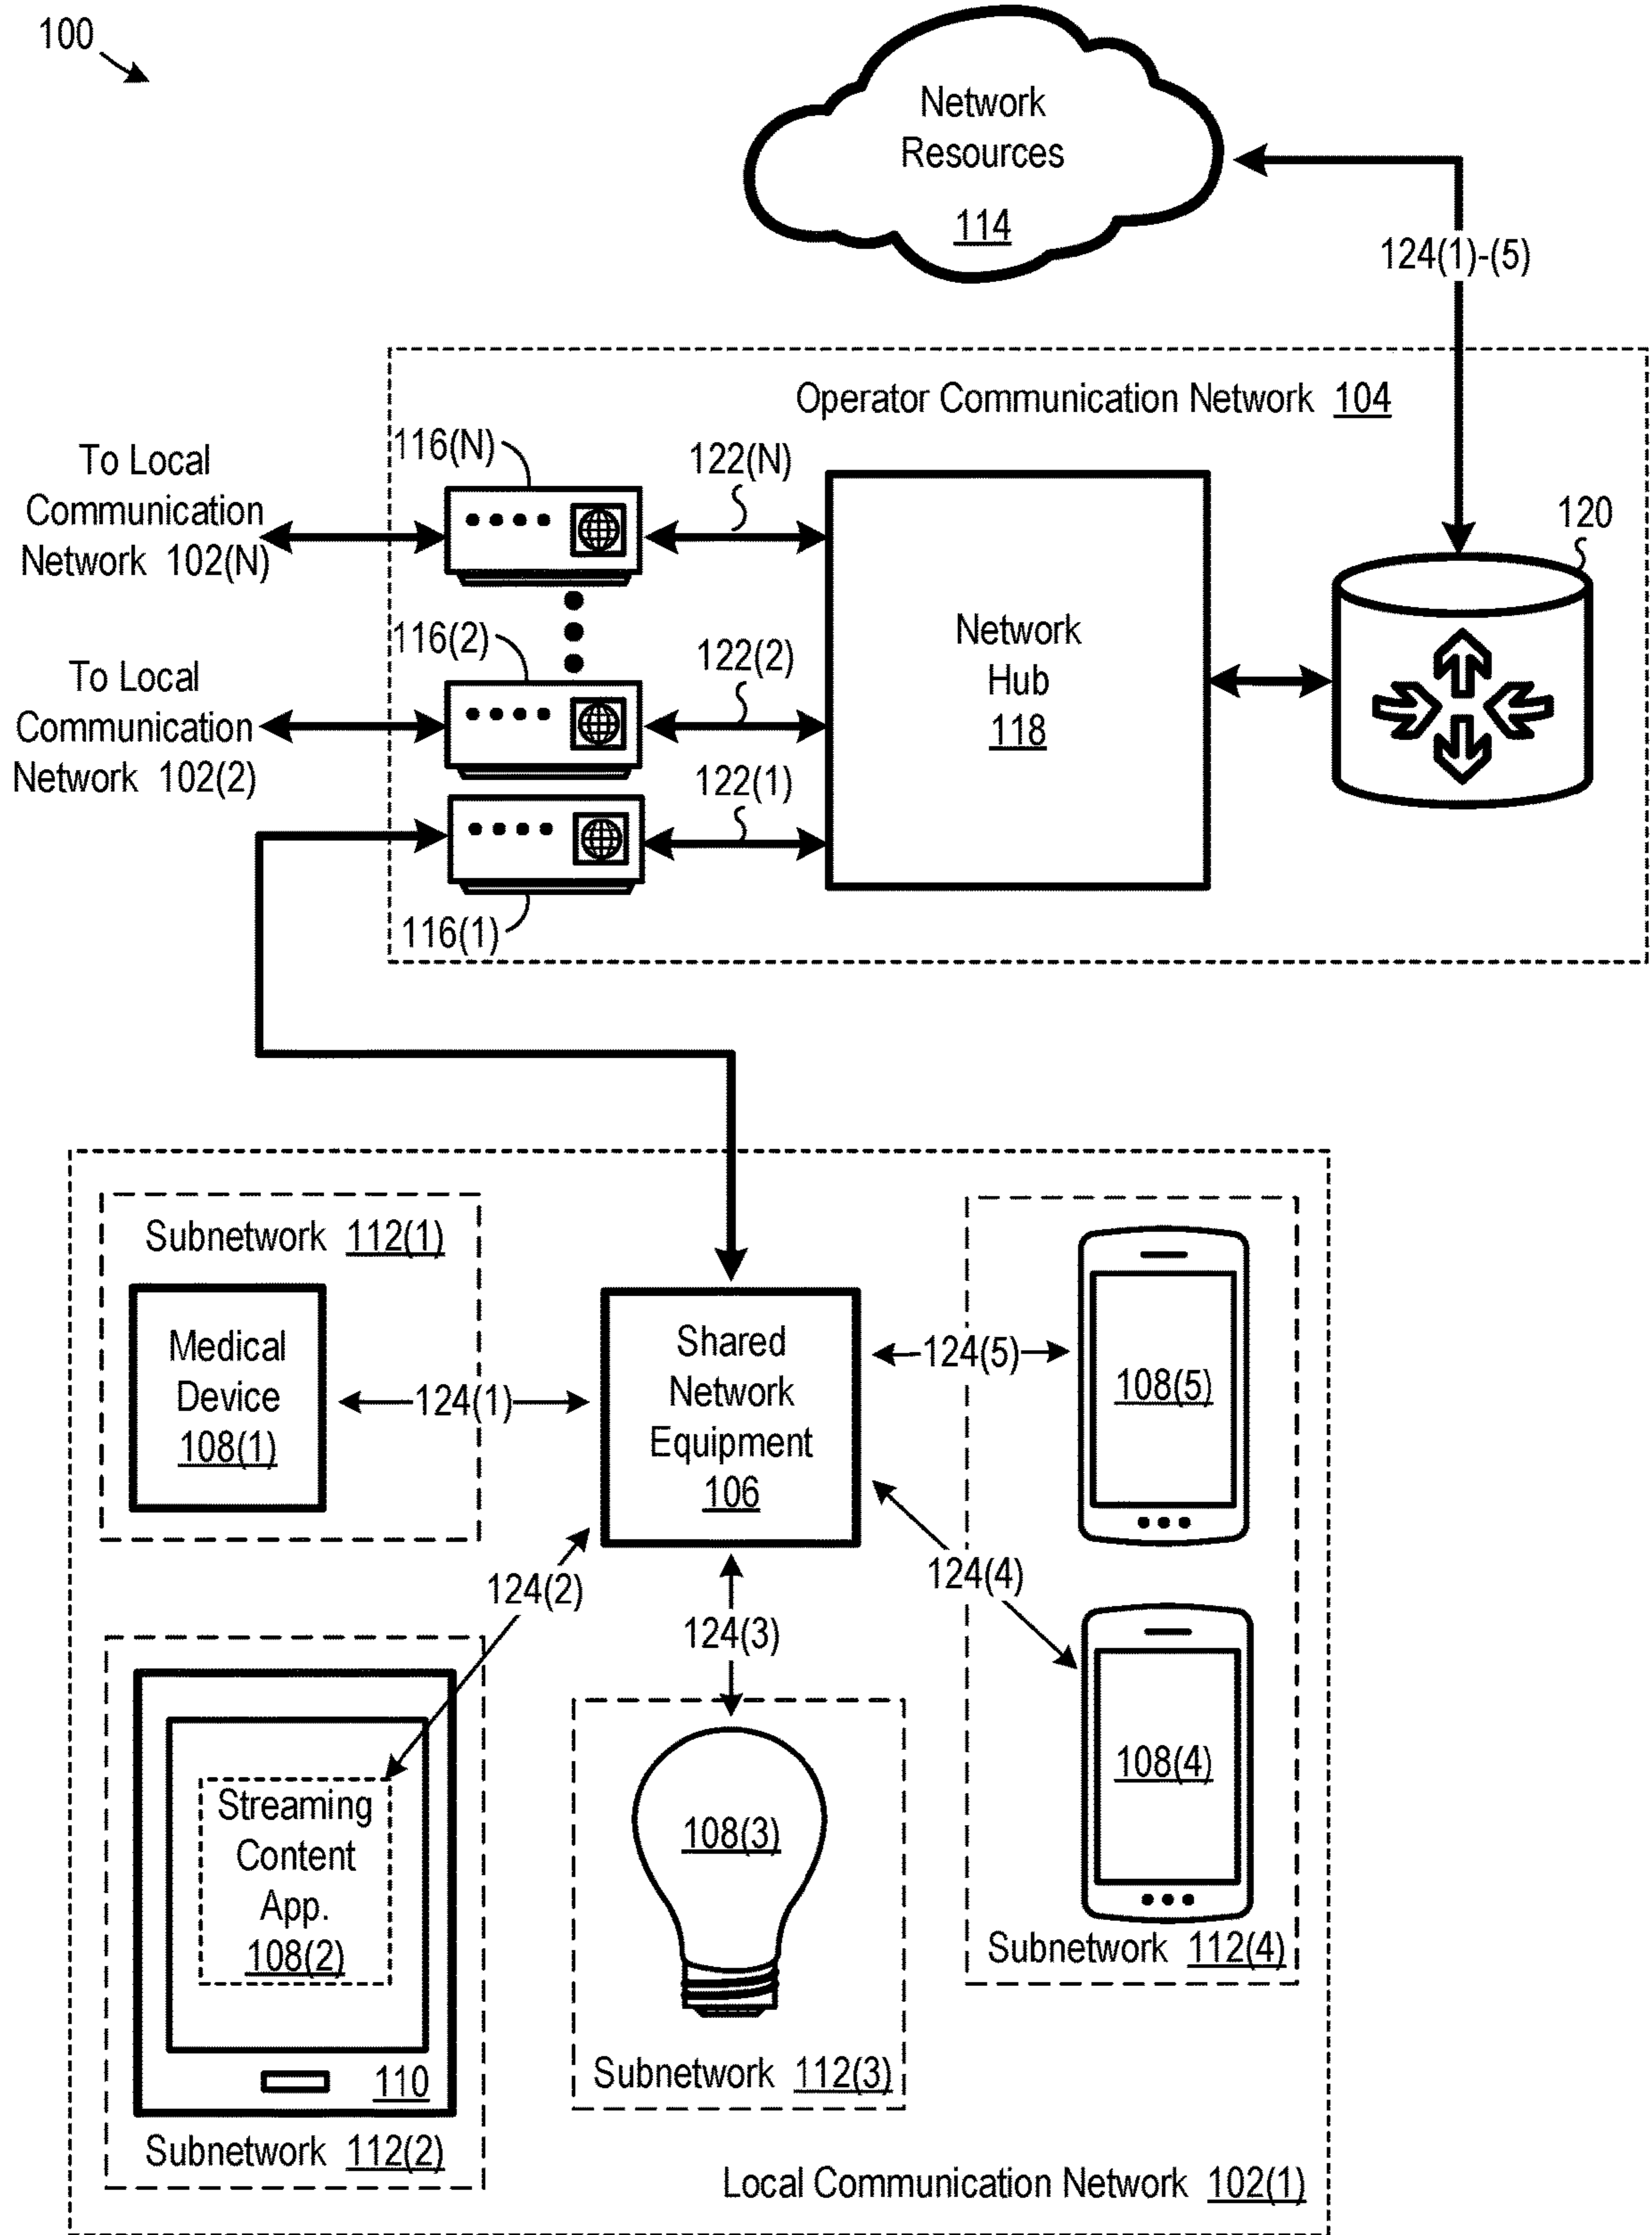 100
Network
Resources
114
124(1)-(5)
Operator Communication Network 104
To Local
Communication
Network 102(N)
116(N)
122(N)
120
To Local
Communication
Network 102(2)
116(2)
122(2)
Network
Hub
118
122(1)
116(1)
Subnetwork 112(1)
Medical
Device
108(1)
124(1)
Shared
Network
Equipment
106
124(5)
108(5)
124(2)
124(3)
124(4)
108(4)
Subnetwork 112(4)
Streaming
Content
App.
108(2)
110
Subnetwork 112(2)
108(3)
Subnetwork 112(3)
Local Communication Network 102(1)